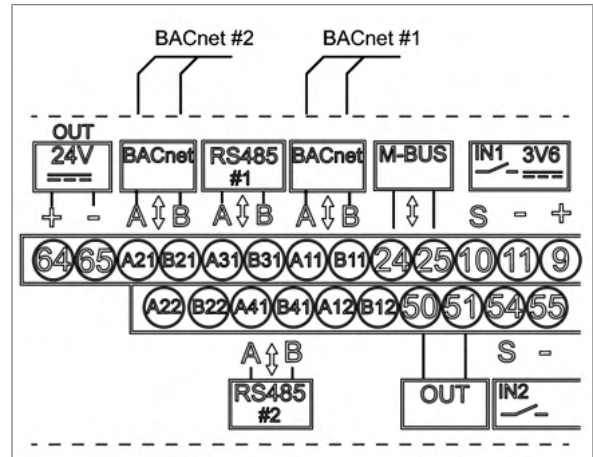 BACnet #2 BACnet #1
OUT
24V BACnet RS485 BACnet M-BUS IN1 3V6
#1
+ - A B A B A B S - +
64 65 A21 B21 A31 B31 A11 B11 24 25 10 11 9
A22 B22 A41 B41 A12 B12 50 51 54 55
A B S -
RS485 OUT IN2
#2